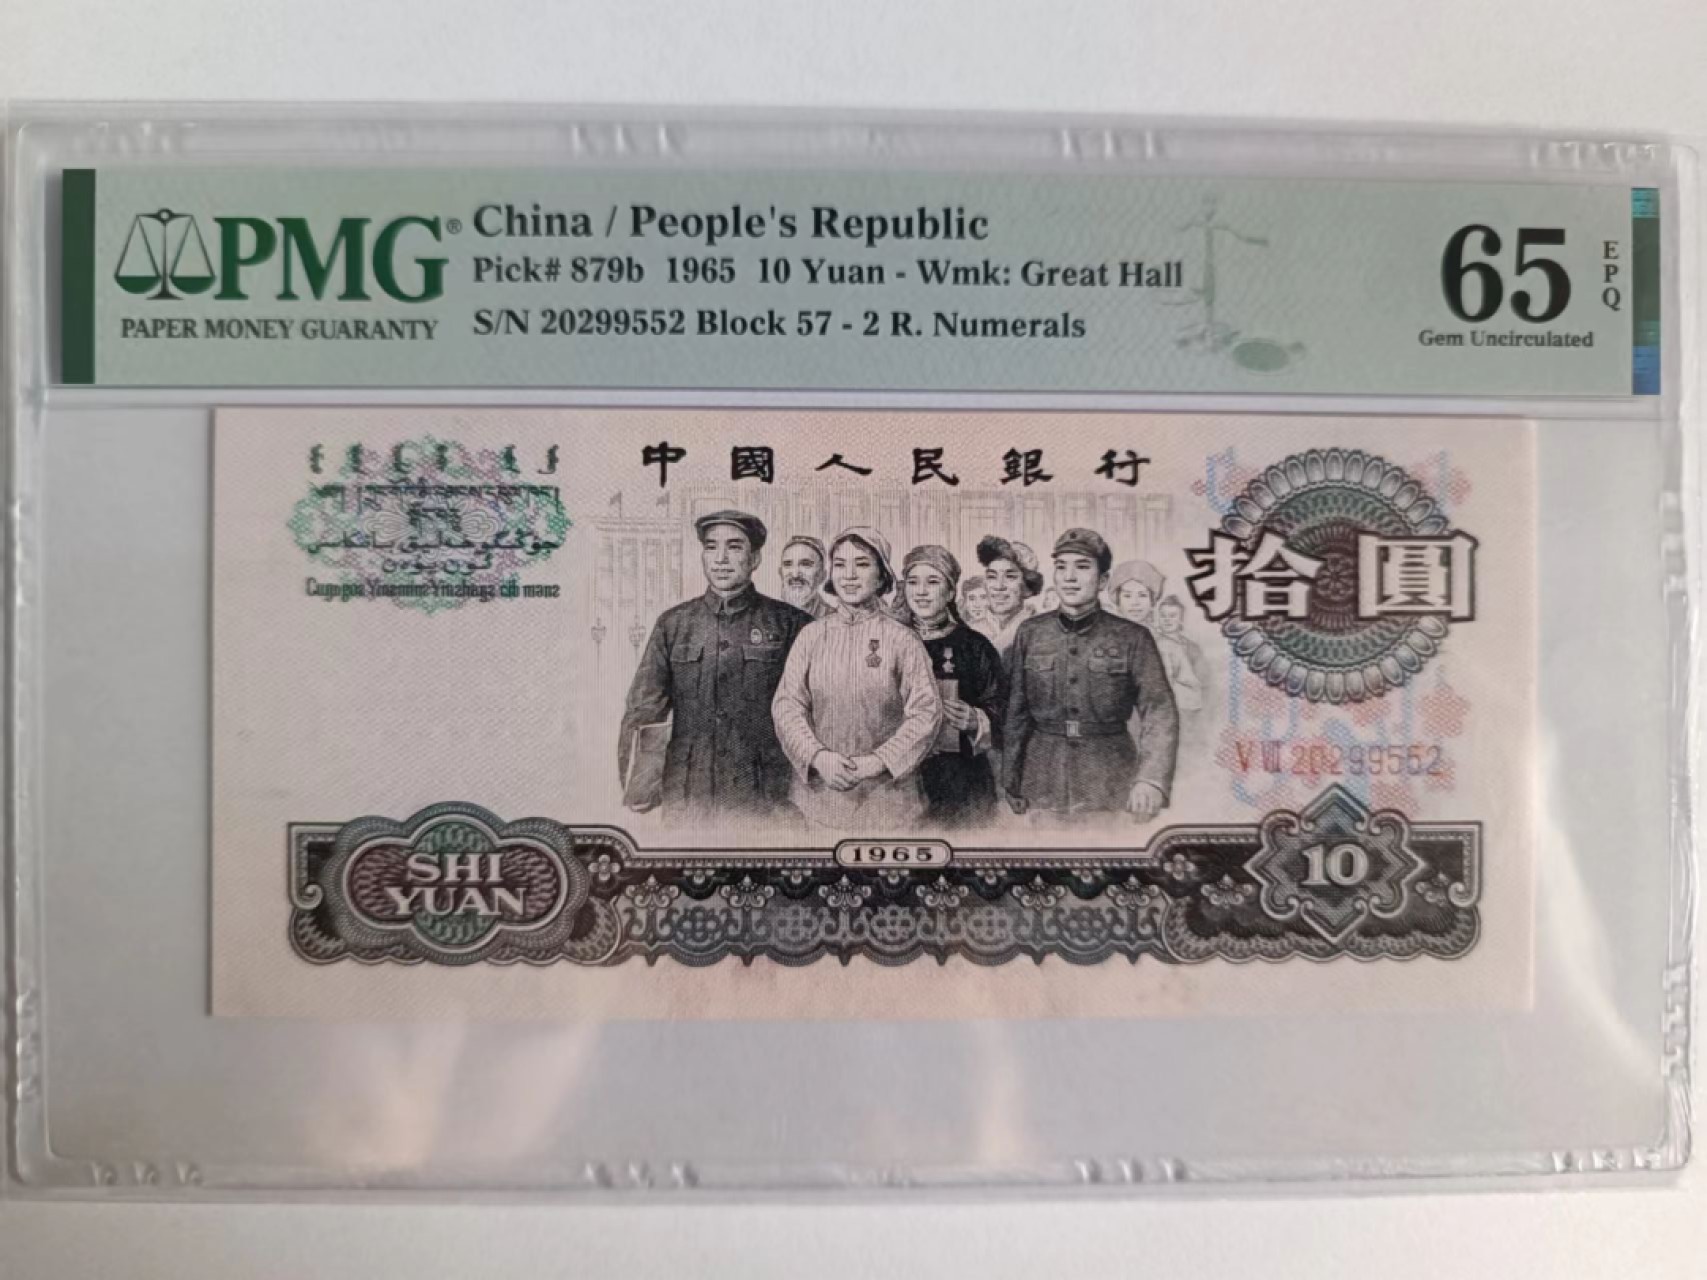 PMG®
PAPER MONEY GUARANTY
China / People's Republic
Pick# 879b 1965 10 Yuan - Wmk: Great Hall
S/N 20299552 Block 57 - 2 R. Numerals
65
EPQ
Gem Uncirculated
中國人民銀行
拾圓
V VII 20299552
1965
SHI
YUAN
10